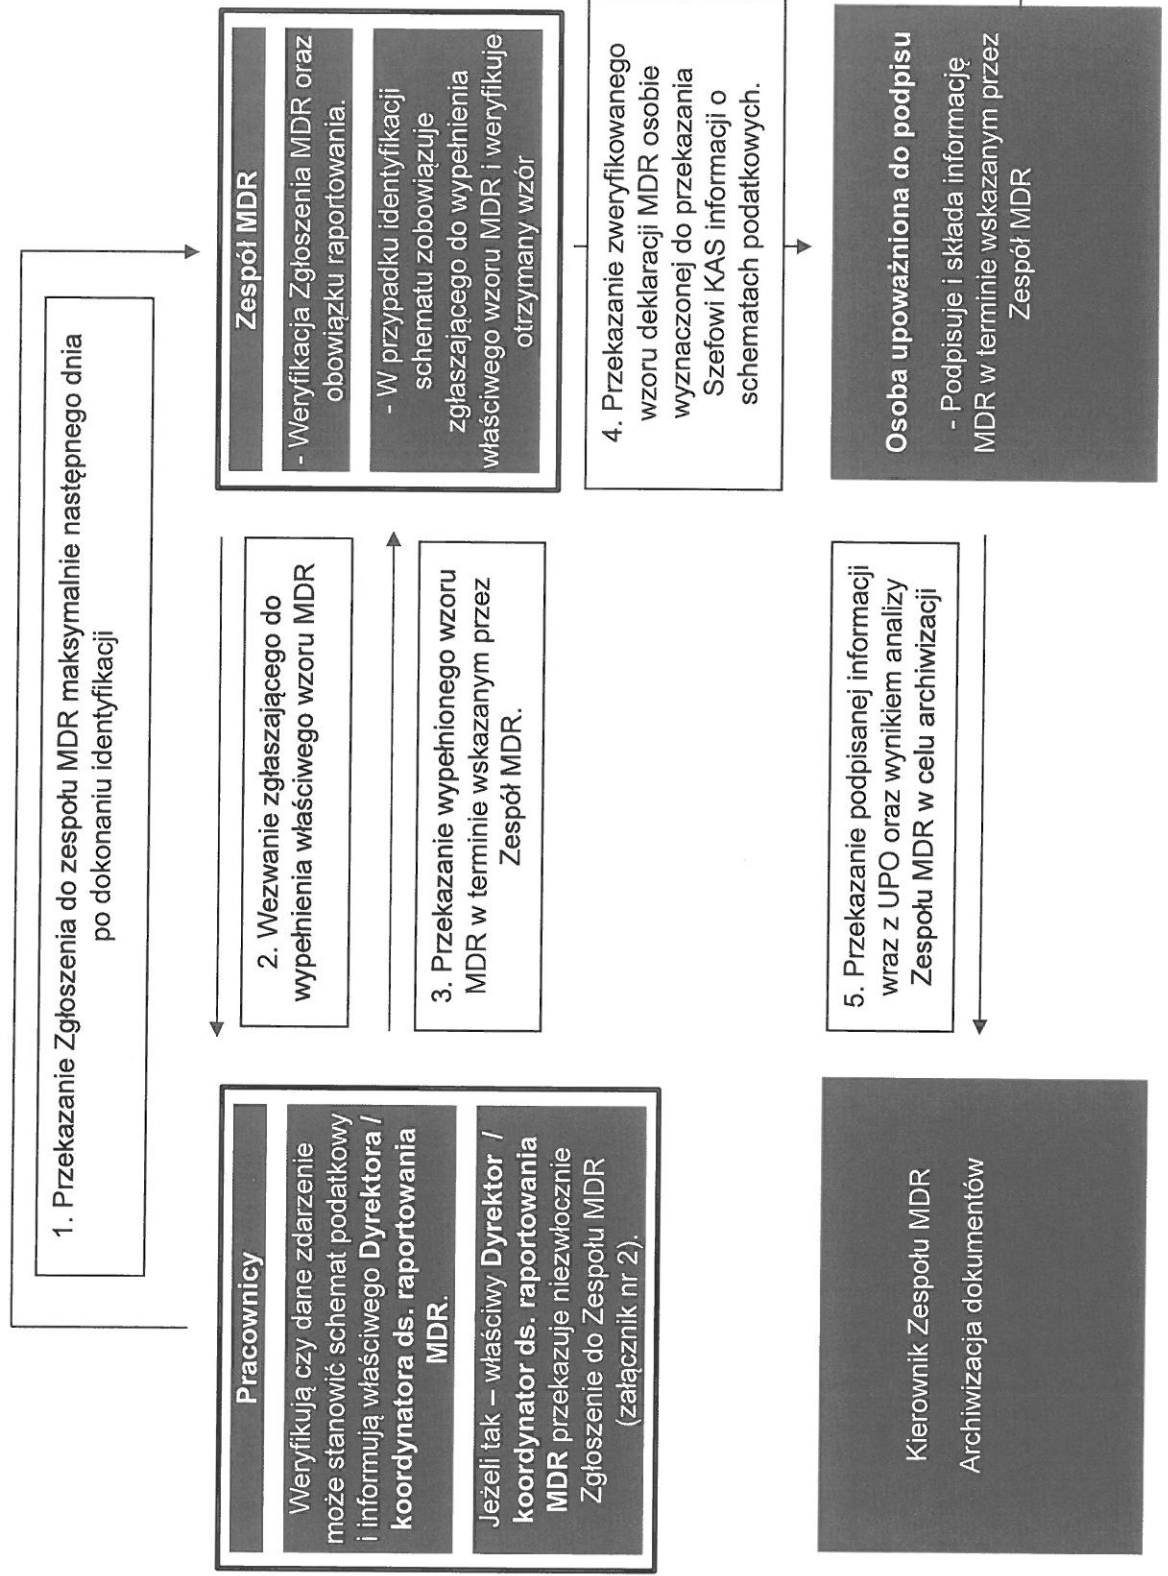 1. Przekazanie Zgłoszenia do zespołu MDR maksymalnie następnego dnia
po dokonaniu identyfikacji
Pracownicy
Weryfikują czy dane zdarzenie
może stanowić schemat podatkowy
i informują właściwego Dyrektora /
koordynatora ds. raportowania
MDR.
Jeżeli tak – właściwy Dyrektor /
koordynator ds. raportowania
MDR przekazuje niezwłocznie
Zgłoszenie do Zespołu MDR
(załącznik nr 2).
2. Wezwanie zgłaszającego do
wypełnienia właściwego wzoru MDR
3. Przekazanie wypełnionego wzoru
MDR w terminie wskazanym przez
Zespół MDR.
Zespół MDR
- Weryfikacja Zgłoszenia MDR oraz
obowiązku raportowania.
- W przypadku identyfikacji
schematu zobowiązuje
zgłaszającego do wypełnienia
właściwego wzoru MDR i weryfikuje
otrzymany wzór
4. Przekazanie zweryfikowanego
wzoru deklaracji MDR osobie
wyznaczonej do przekazania
Szefowi KAS informacji o
schematach podatkowych.
Osoba upoważniona do podpisu
- Podpisuje i składa informację
MDR w terminie wskazanym przez
Zespół MDR
5. Przekazanie podpisanej informacji
wraz z UPO oraz wynikiem analizy
Zespołu MDR w celu archiwizacji
Kierownik Zespołu MDR
Archiwizacja dokumentów